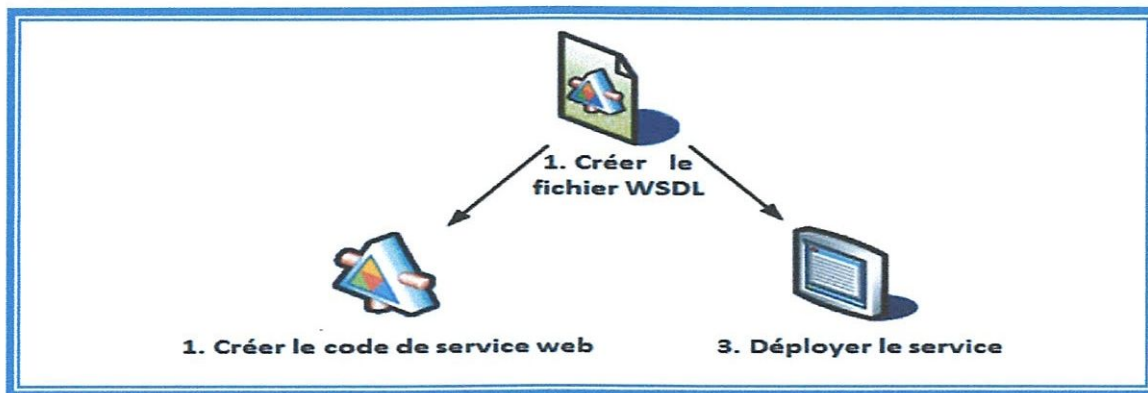 1. Créer le
fichier WSDL
1. Créer le code de service web
3. Déployer le service